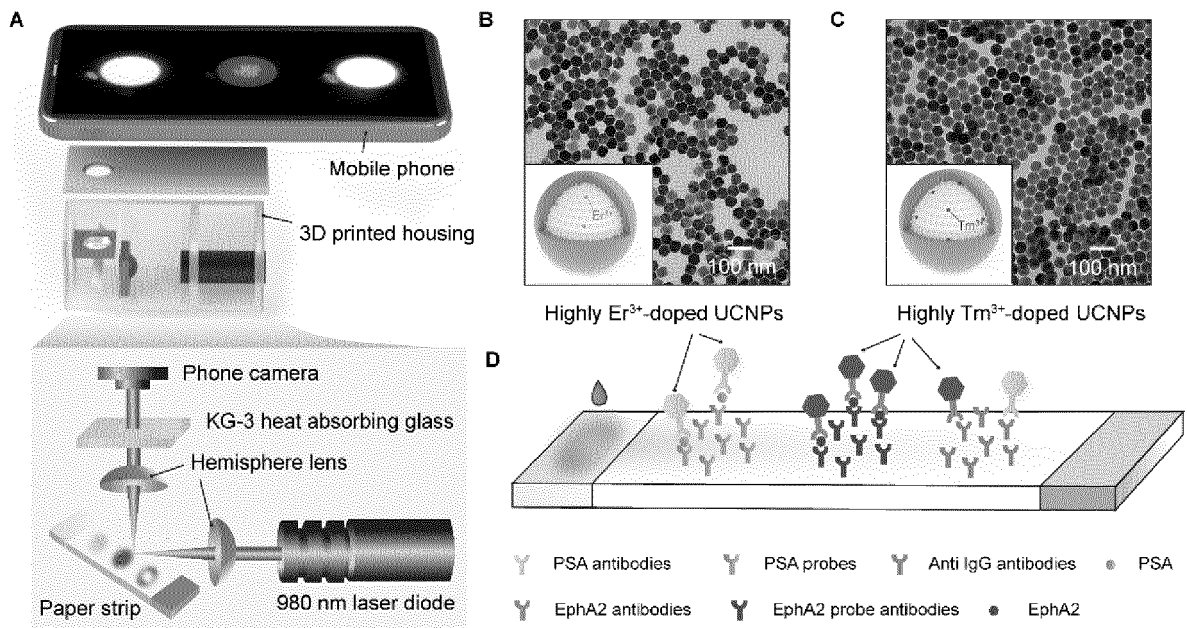 A
Mobile phone
3D printed housing
Phone camera
KG-3 heat absorbing glass
Hemisphere lens
Paper strip
980 nm laser diode
B
Er³⁺
100 nm
Highly Er³⁺-doped UCNPs
C
Tm³⁺
100 nm
Highly Tm³⁺-doped UCNPs
D
PSA antibodies
PSA probes
Anti IgG antibodies
PSA
EphA2 antibodies
EphA2 probe antibodies
EphA2